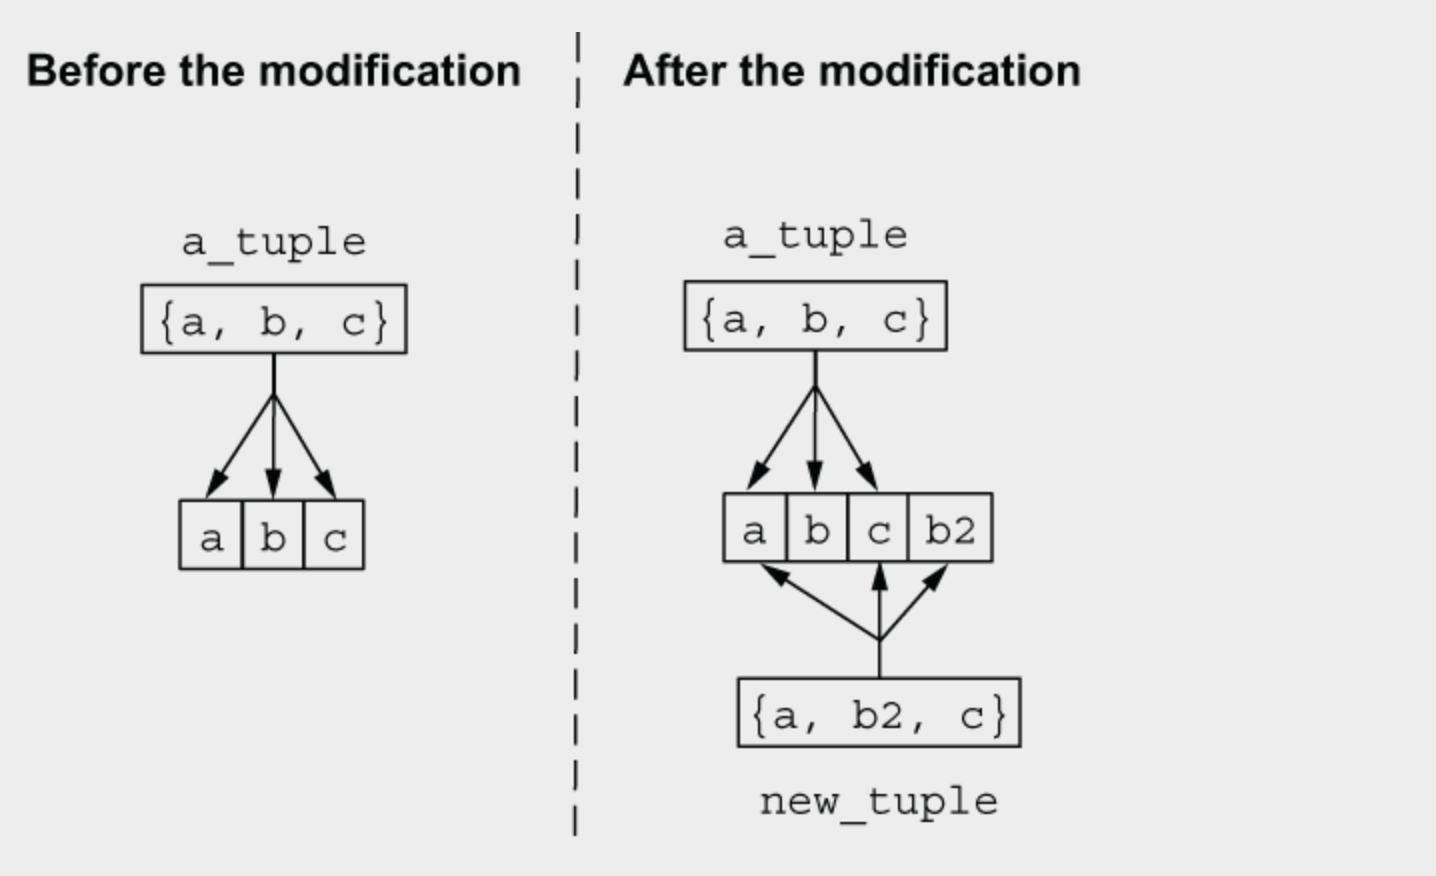 Before the modification
a_tuple
{a, b, c}
a b c
After the modification
a_tuple
{a, b, c}
a b c b2
{a, b2, c}
new_tuple